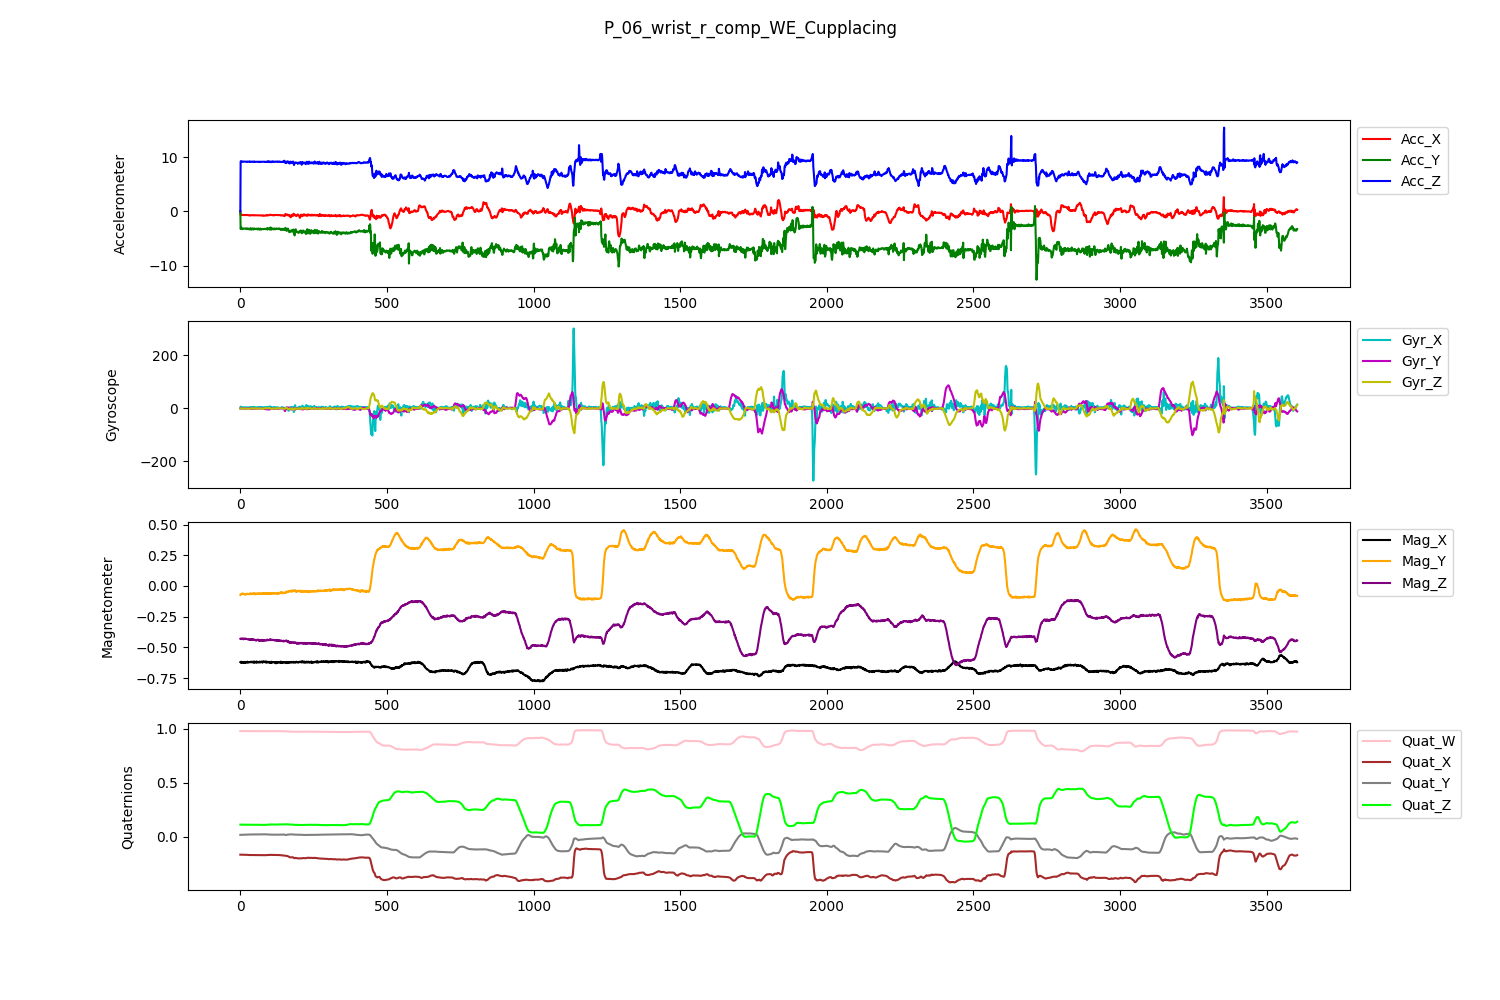 P_06_wrist_r_comp_WE_Cupplacing
Accelerometer
10
0
−10
0 500 1000 1500 2000 2500 3000 3500
Acc_X
Acc_Y
Acc_Z
Gyroscope
200
0
−200
0 500 1000 1500 2000 2500 3000 3500
Gyr_X
Gyr_Y
Gyr_Z
Magnetometer
0.50
0.25
0.00
−0.25
−0.50
−0.75
0 500 1000 1500 2000 2500 3000 3500
Mag_X
Mag_Y
Mag_Z
Quaternions
1.0
0.5
0.0
0 500 1000 1500 2000 2500 3000 3500
Quat_W
Quat_X
Quat_Y
Quat_Z